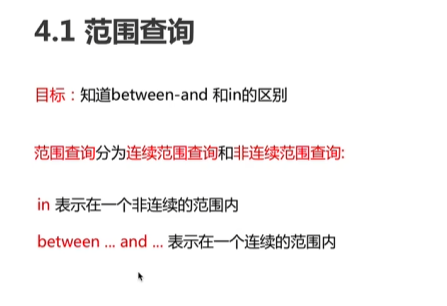 4.1 范围查询
目标：知道between-and 和in的区别
范围查询分为连续范围查询和非连续范围查询:
in 表示在一个非连续的范围内
between ... and ... 表示在一个连续的范围内